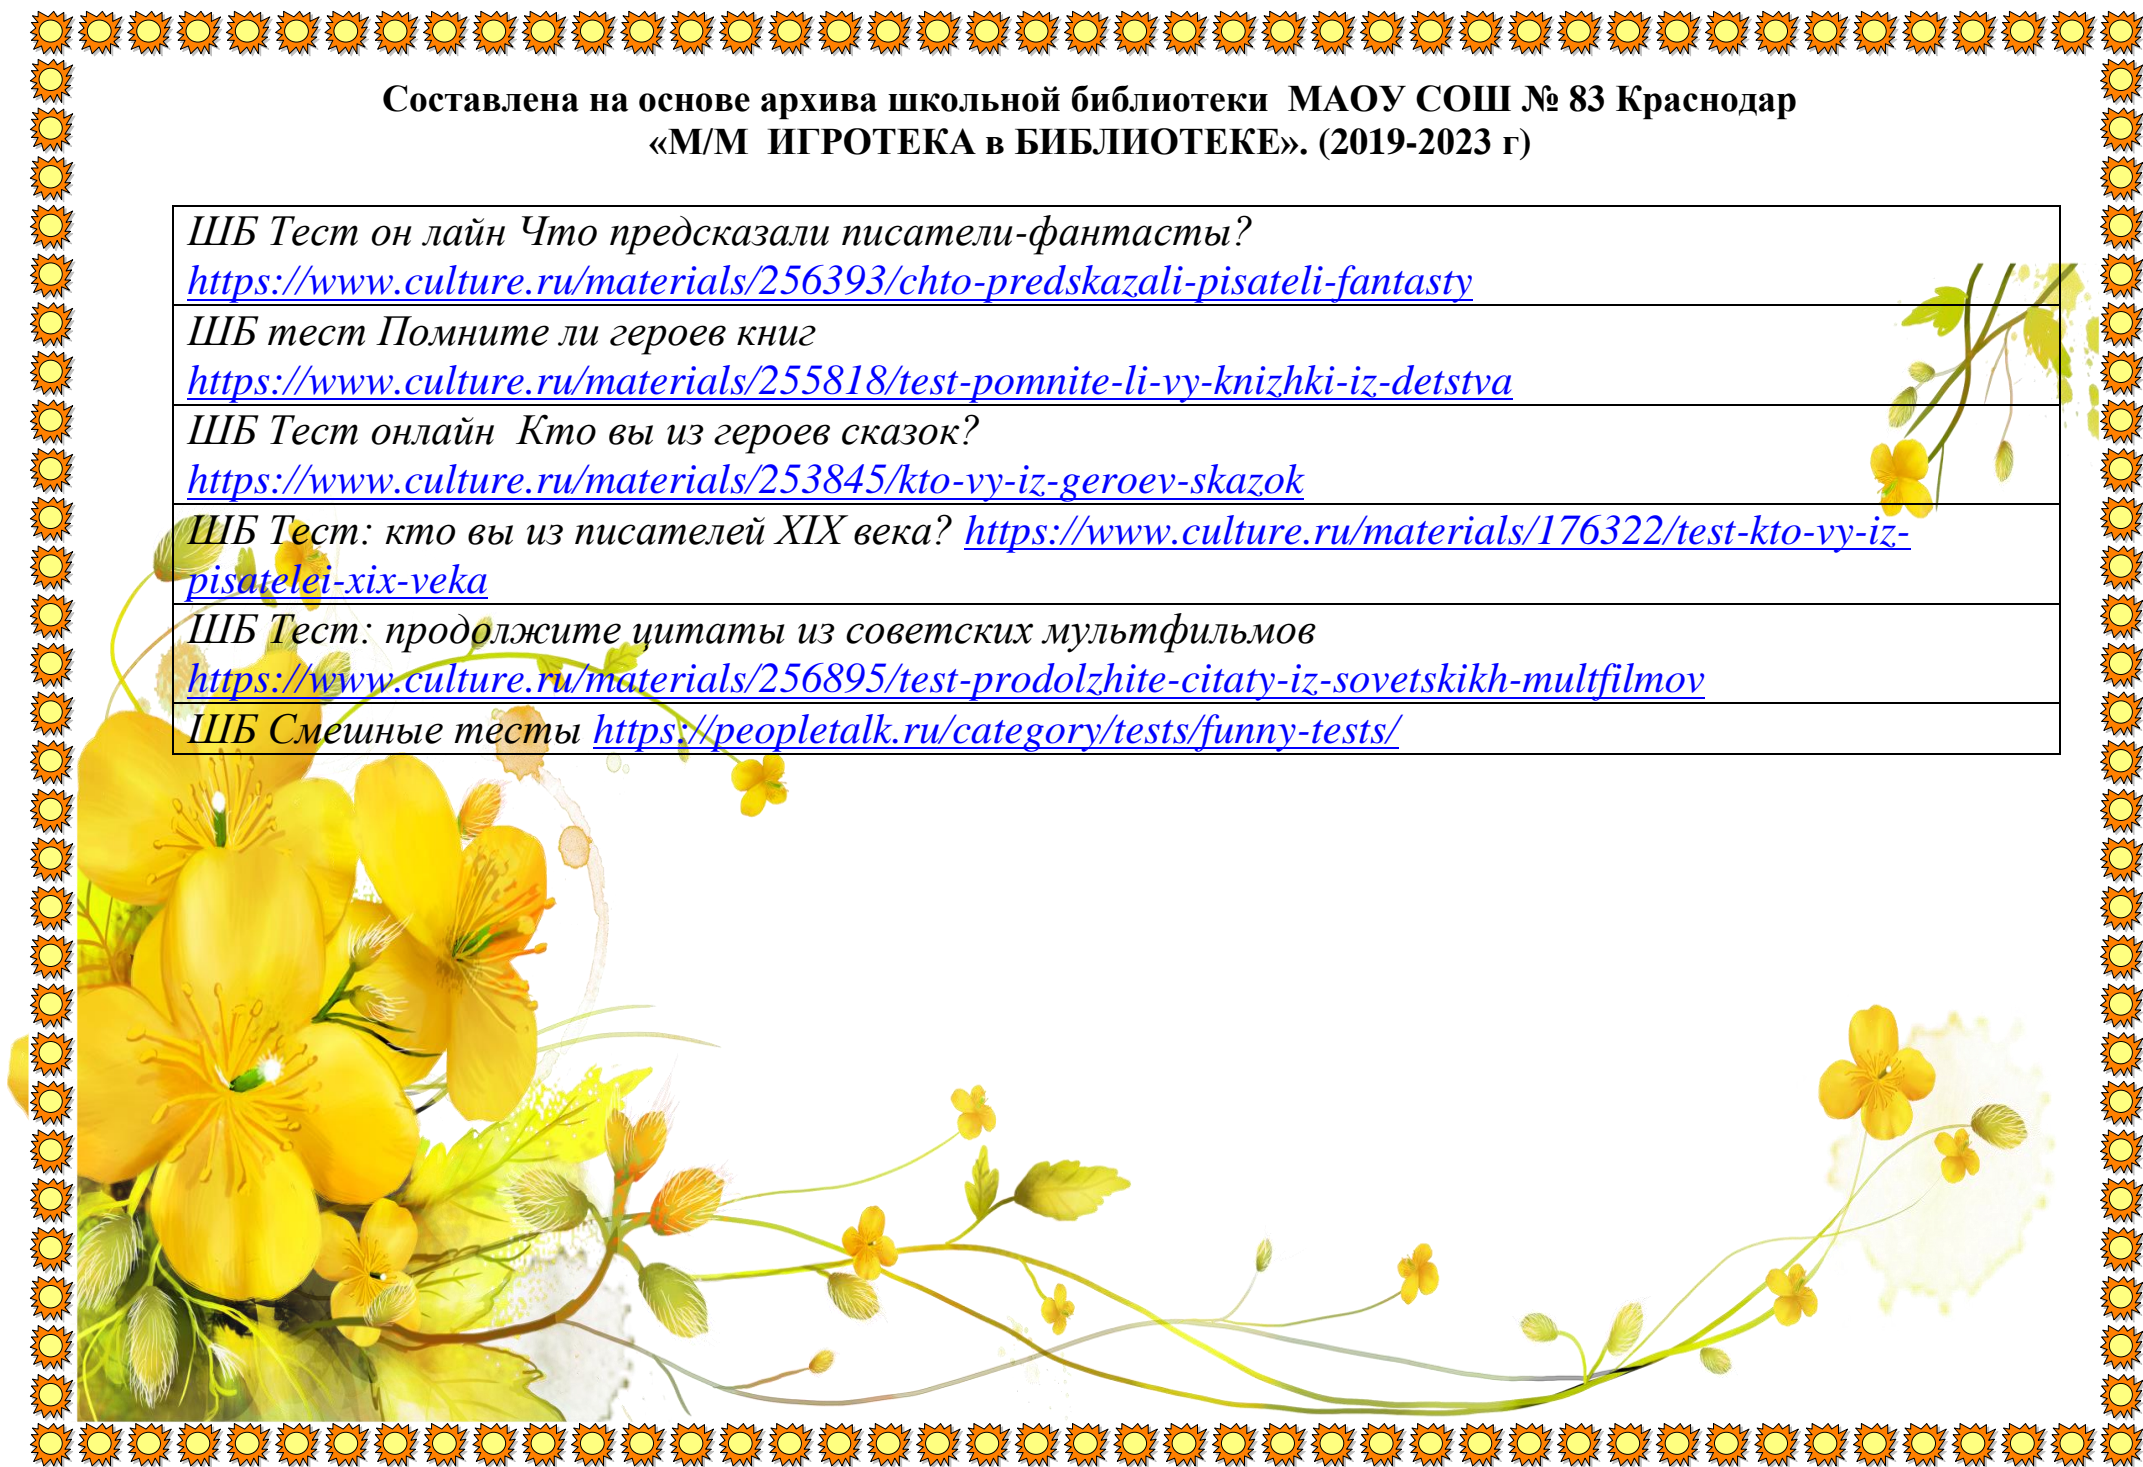 Составлена на основе архива школьной библиотеки  МАОУ СОШ № 83 Краснодар
«М/М  ИГРОТЕКА в БИБЛИОТЕКЕ». (2019-2023 г)
ШБ Тест он лайн Что предсказали писатели-фантасты?
https://www.culture.ru/materials/256393/chto-predskazali-pisateli-fantasty
ШБ тест Помните ли героев книг
https://www.culture.ru/materials/255818/test-pomnite-li-vy-knizhki-iz-detstva
ШБ Тест онлайн  Кто вы из героев сказок?
https://www.culture.ru/materials/253845/kto-vy-iz-geroev-skazok
ШБ Тест: кто вы из писателей XIX века? https://www.culture.ru/materials/176322/test-kto-vy-iz-
pisatelei-xix-veka
ШБ Тест: продолжите цитаты из советских мультфильмов
https://www.culture.ru/materials/256895/test-prodolzhite-citaty-iz-sovetskikh-multfilmov
ШБ Смешные тесты https://peopletalk.ru/category/tests/funny-tests/